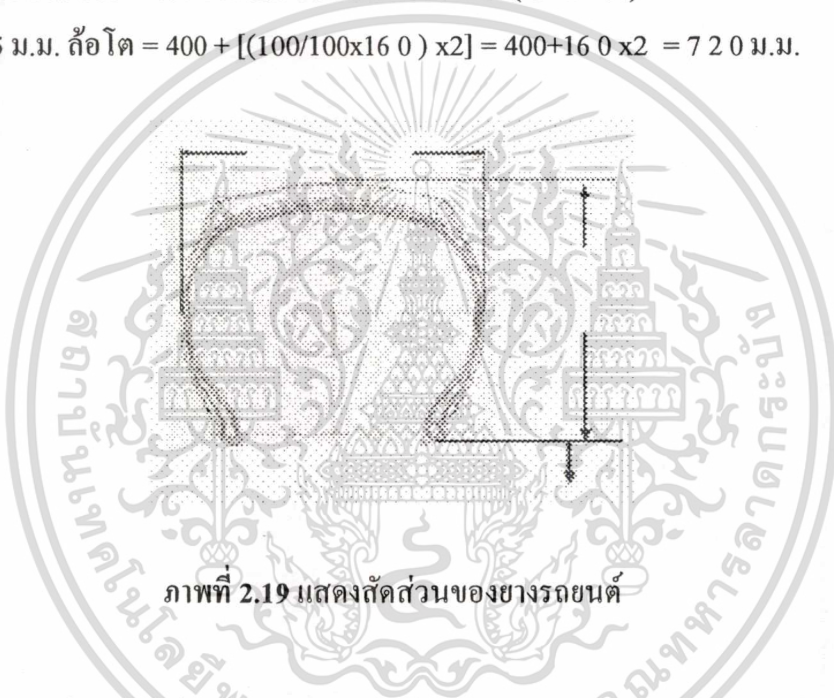 ม.ม. ล้อโต = 400 + [(100/100x16 0 ) x2] = 400+16 0 x2 = 7 2 0 ม.ม.
ภาพที่ 2.19 แสดงสัดส่วนของยางรถยนต์